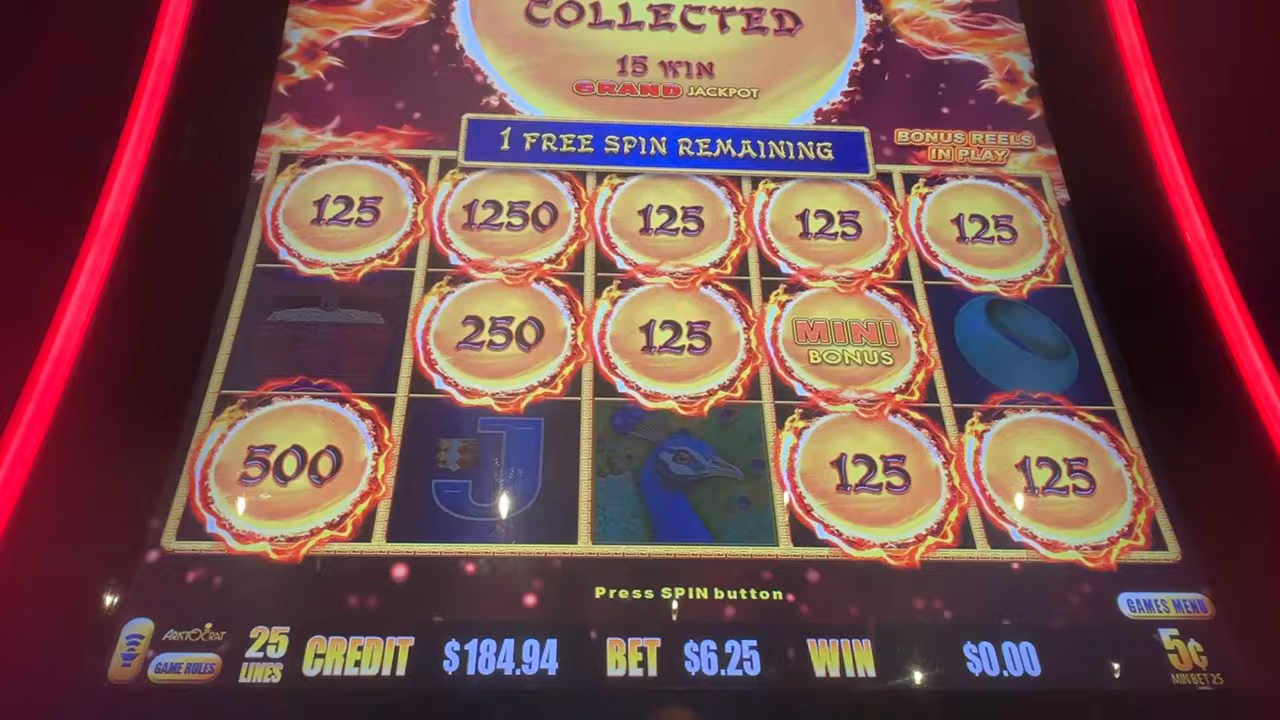 COLLECTED
15 WIN
GRAND JACKPOT
1 FREE SPIN REMAINING
BONUS REELS
IN PLAY
125
1250
125
125
125
250
125
MINI
BONUS
500
J
125
125
Press SPIN button
GAMES MENU
ARISTOCRAT
GAME RULES
25
LINES
CREDIT $184.94
BET $6.25
WIN $0.00
5¢
MIN BET 25